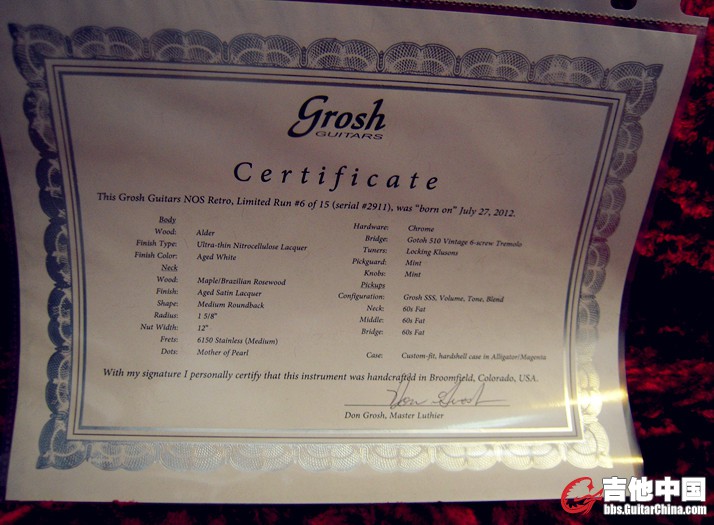 Grosh
GUITARS
Certificate
This Grosh Guitars NOS Retro, Limited Run #6 of 15 (serial #2911), was "born on" July 27, 2012.
Body
Wood: Alder
Finish Type: Ultra-thin Nitrocellulose Lacquer
Finish Color: Aged White
Neck
Wood: Maple/Brazilian Rosewood
Finish: Aged Satin Lacquer
Shape: Medium Roundback
Radius: 1 5/8"
Nut Width: 12"
Frets: 6150 Stainless (Medium)
Dots: Mother of Pearl
Hardware: Chrome
Bridge: Gotoh 510 Vintage 6-screw Tremolo
Tuners: Locking Klusons
Pickguard: Mint
Knobs: Mint
Pickups
Configuration: Grosh SSS, Volume, Tone, Blend
Neck: 60s Fat
Middle: 60s Fat
Bridge: 60s Fat
Case: Custom-fit, hardshell case in Alligator/Magenta
With my signature I personally certify that this instrument was handcrafted in Broomfield, Colorado, USA.
Don Grosh
Don Grosh, Master Luthier
吉他中国
bbs.GuitarChina.com